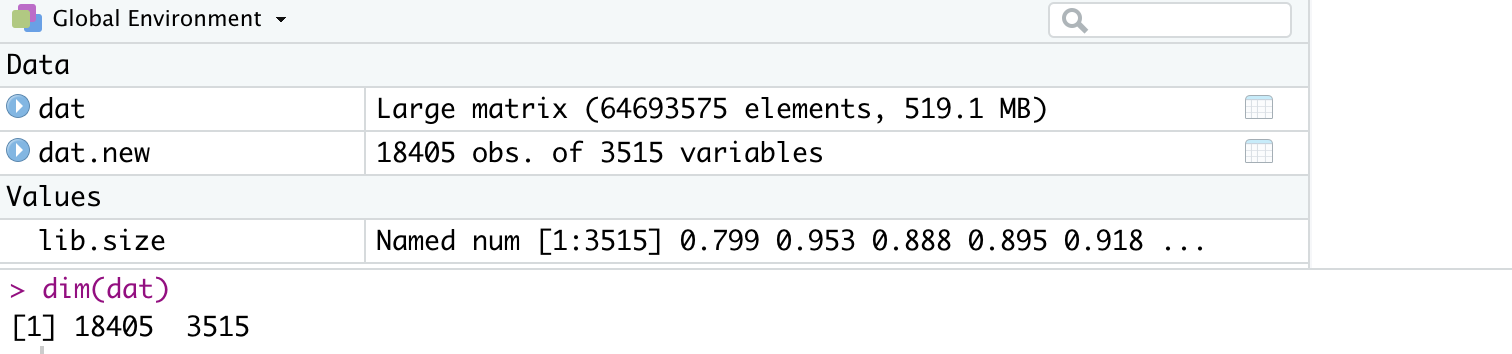 Global Environment
Data
dat Large matrix (64693575 elements, 519.1 MB)
dat.new 18405 obs. of 3515 variables
Values
lib.size Named num [1:3515] 0.799 0.953 0.888 0.895 0.918 ...
> dim(dat)
[1] 18405  3515